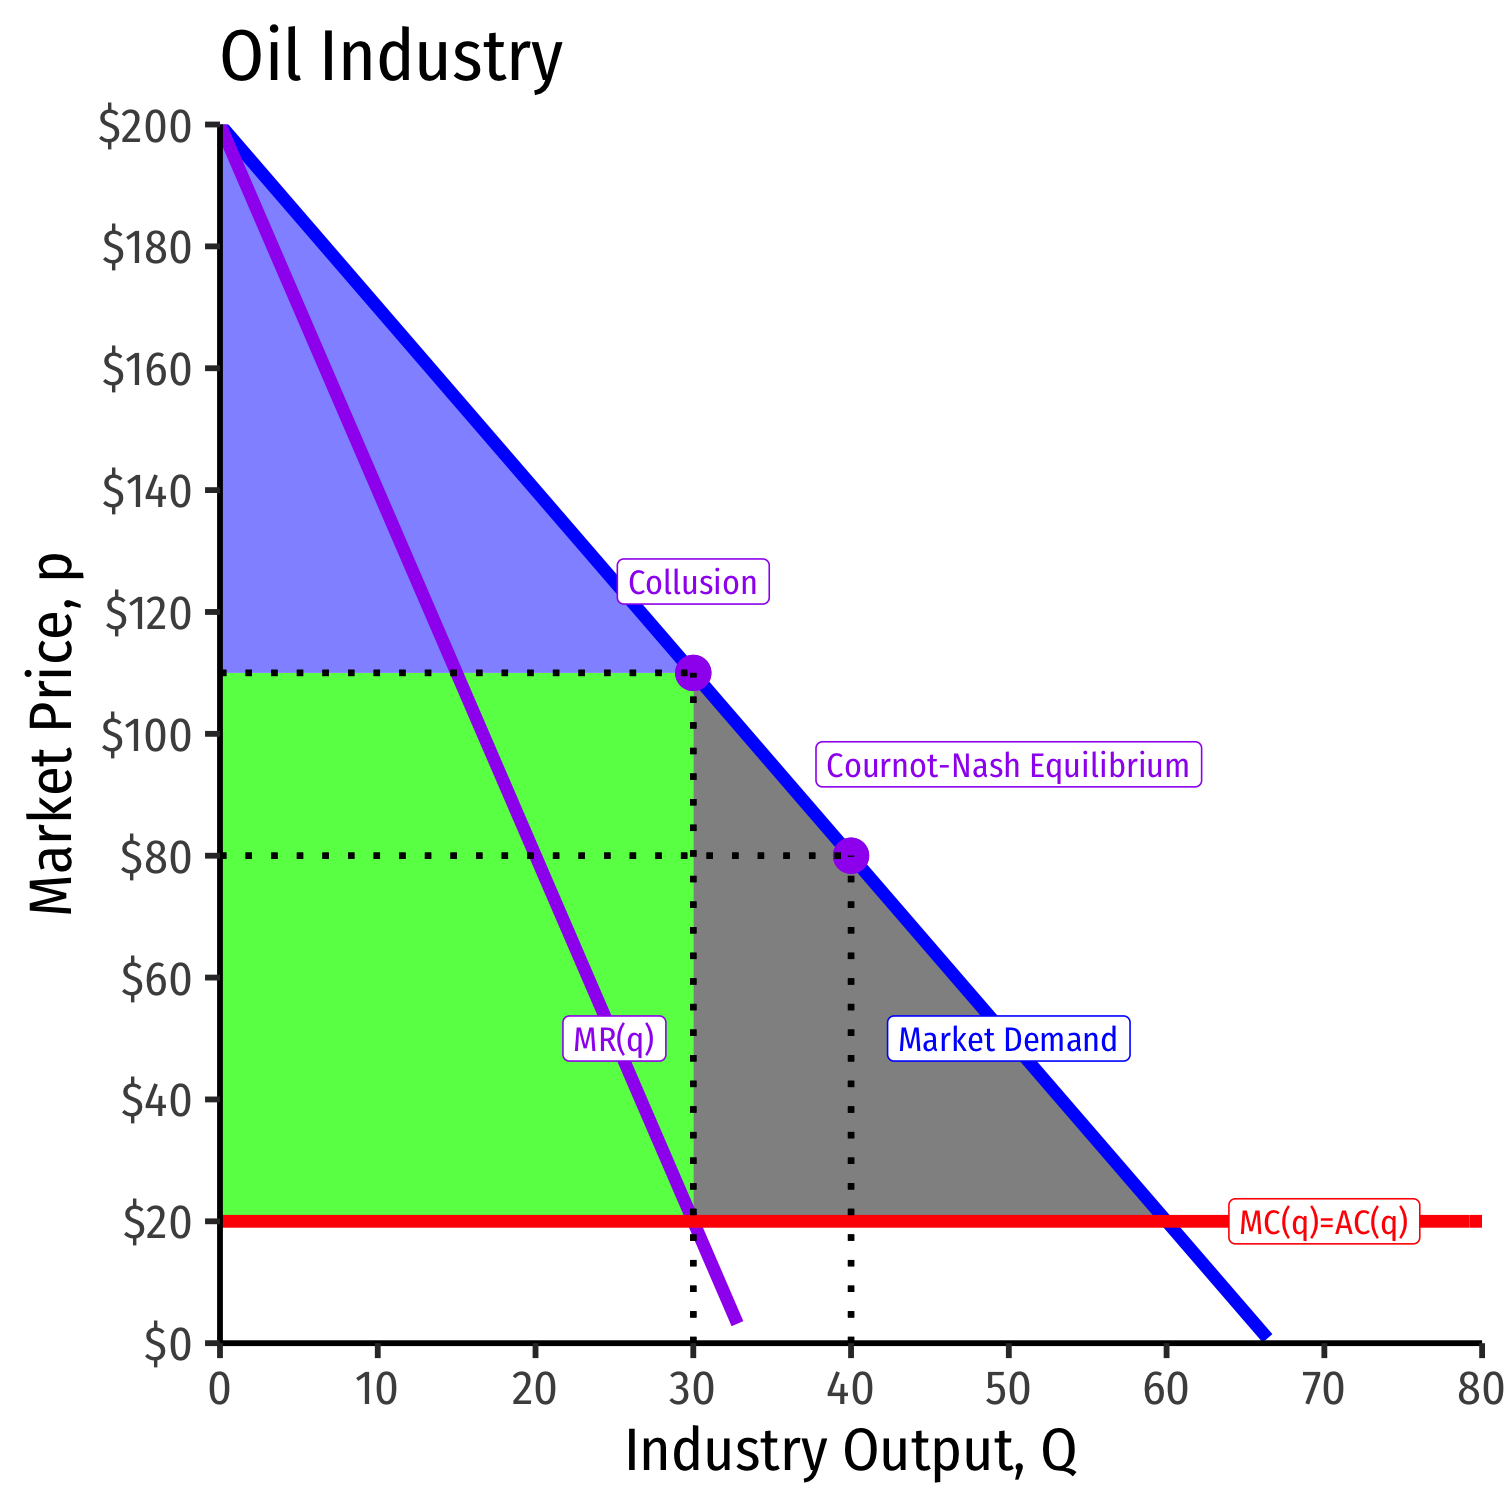 Oil Industry
$200
$180
$160
$140
$120
$100
$80
$60
$40
$20
$0
Market Price, p
Collusion
Cournot-Nash Equilibrium
MR(q)
Market Demand
MC(q)=AC(q)
0 10 20 30 40 50 60 70 80
Industry Output, Q